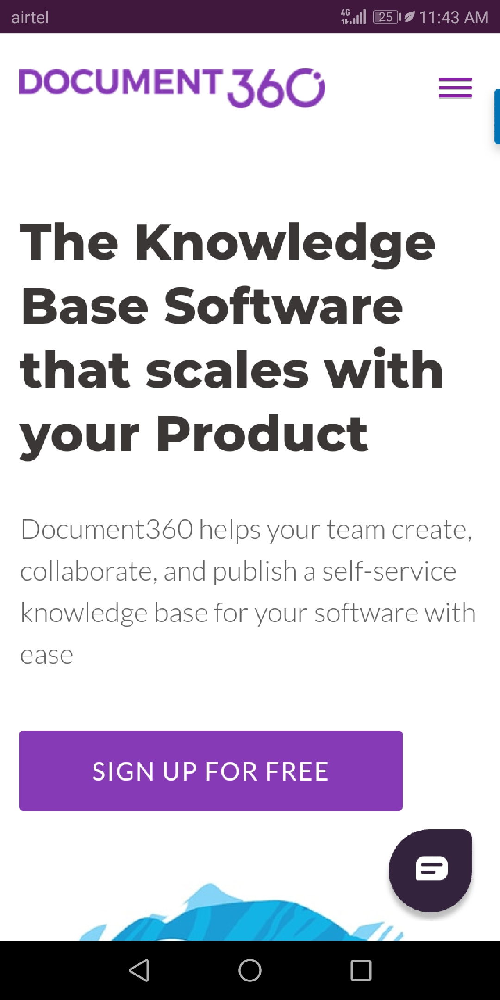 airtel 4G 25 11:43 AM
DOCUMENT360
The Knowledge
Base Software
that scales with
your Product
Document360 helps your team create,
collaborate, and publish a self-service
knowledge base for your software with
ease
SIGN UP FOR FREE